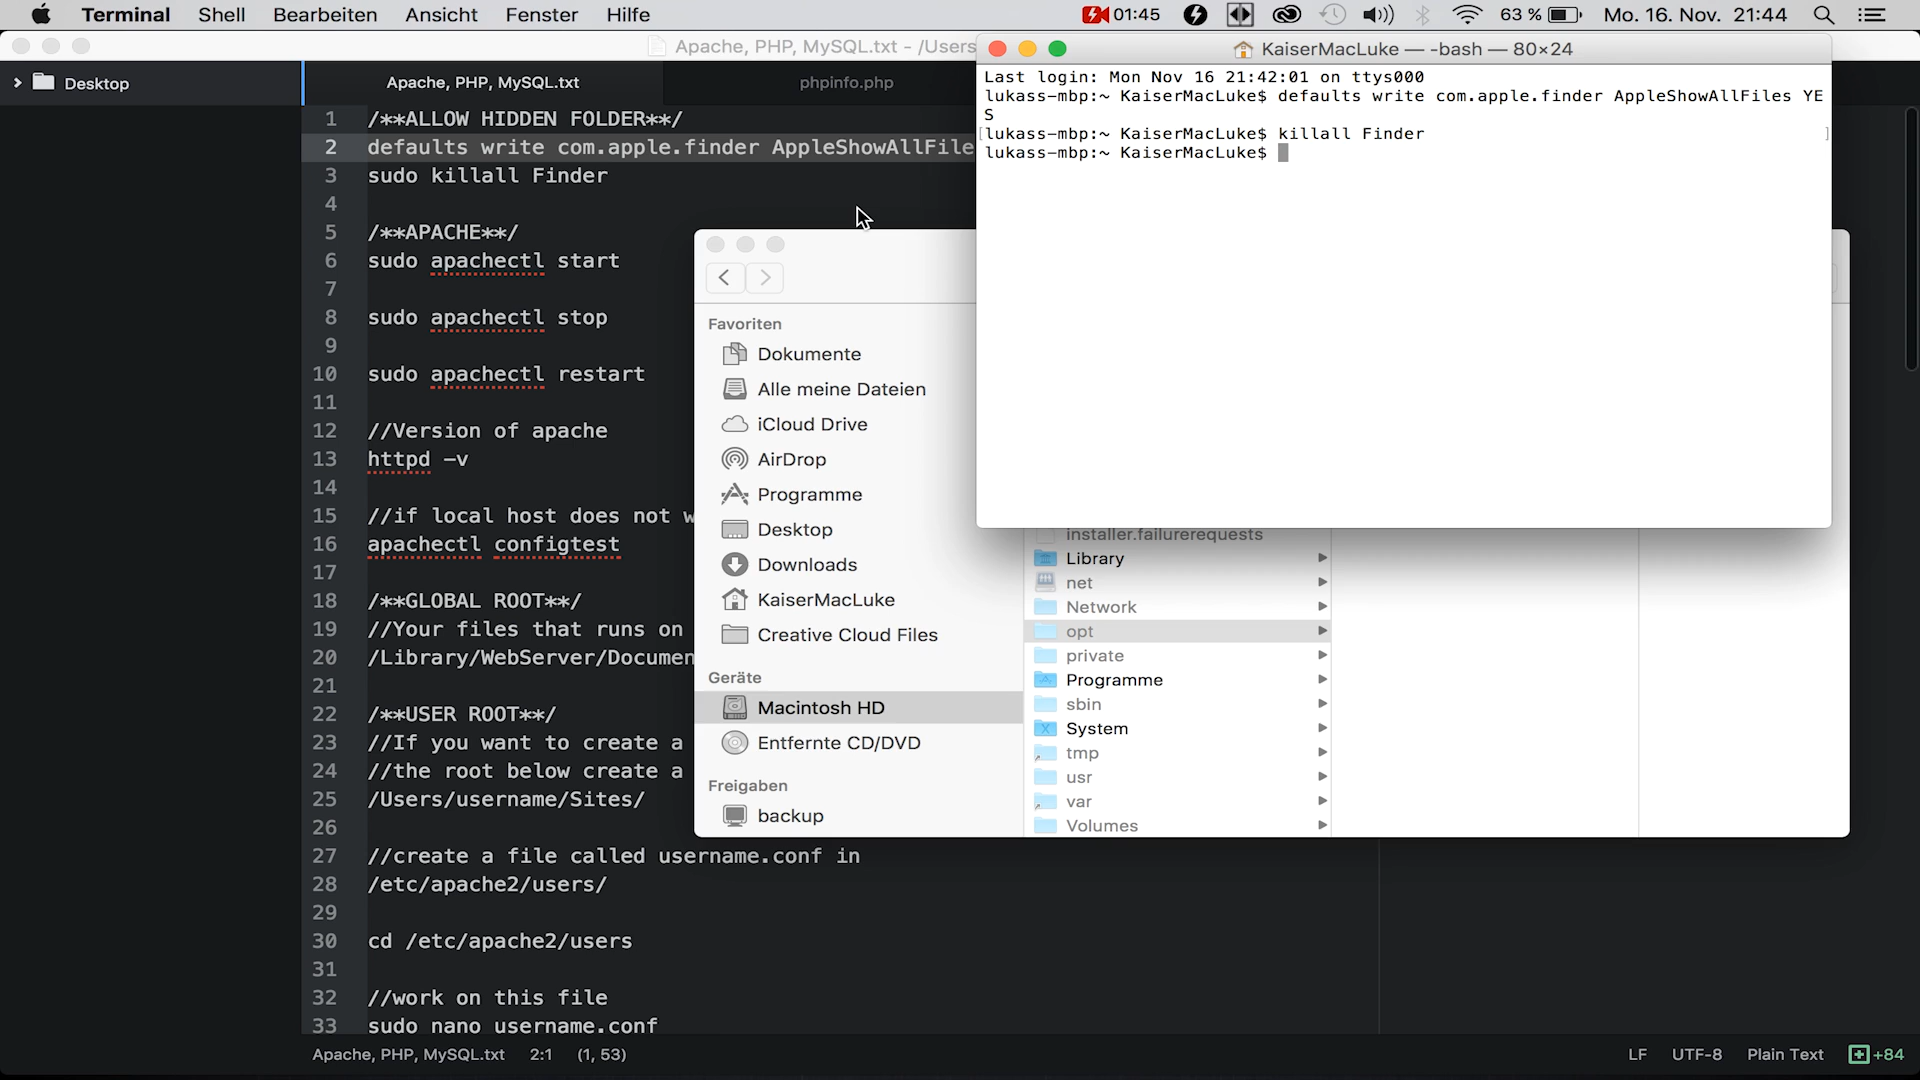 Terminal Shell Bearbeiten Ansicht Fenster Hilfe 01:45 63 % Mo. 16. Nov. 21:44
Apache, PHP, MySQL.txt - /Users
Desktop
Apache, PHP, MySQL.txt phpinfo.php
1 /**ALLOW HIDDEN FOLDER**/
2 defaults write com.apple.finder AppleShowAllFile
3 sudo killall Finder
4
5 /**APACHE**/
6 sudo apachectl start
7
8 sudo apachectl stop
9
10 sudo apachectl restart
11
12 //Version of apache
13 httpd -v
14
15 //if local host does not w
16 apachectl configtest
17
18 /**GLOBAL ROOT**/
19 //Your files that runs on
20 /Library/WebServer/Documen
21
22 /**USER ROOT**/
23 //If you want to create a
24 //the root below create a
25 /Users/username/Sites/
26
27 //create a file called username.conf in
28 /etc/apache2/users/
29
30 cd /etc/apache2/users
31
32 //work on this file
33 sudo nano username.conf
Apache, PHP, MySQL.txt 2:1 (1, 53)
LF UTF-8 Plain Text +84
KaiserMacLuke — -bash — 80×24
Last login: Mon Nov 16 21:42:01 on ttys000
lukass-mbp:~ KaiserMacLuke$ defaults write com.apple.finder AppleShowAllFiles YE
S
[lukass-mbp:~ KaiserMacLuke$ killall Finder ]
lukass-mbp:~ KaiserMacLuke$
Favoriten
Dokumente
Alle meine Dateien
iCloud Drive
AirDrop
Programme
Desktop
Downloads
KaiserMacLuke
Creative Cloud Files
Geräte
Macintosh HD
Entfernte CD/DVD
Freigaben
backup
installer.failurerequests
Library
net
Network
opt
private
Programme
sbin
System
tmp
usr
var
Volumes